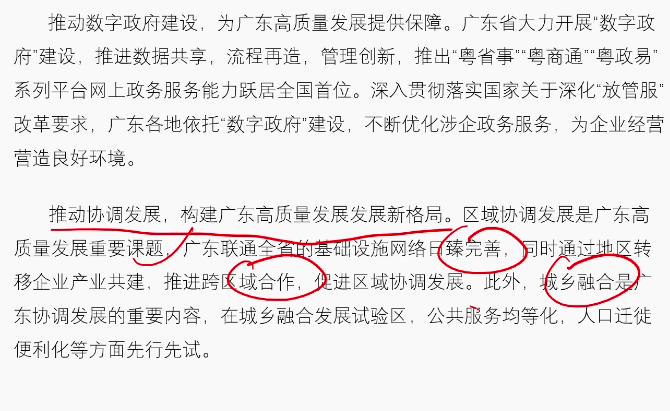 推动数字政府建设，为广东高质量发展提供保障。广东省大力开展“数字政
府”建设，推进数据共享，流程再造，管理创新，推出“粤省事”“粤商通”“粤政易”
系列平台网上政务服务能力跃居全国首位。深入贯彻落实国家关于深化“放管服”
改革要求，广东各地依托“数字政府”建设，不断优化涉企政务服务，为企业经营
营造良好环境。
推动协调发展，构建广东高质量发展发展新格局。区域协调发展是广东高
质量发展重要课题，广东联通全省的基础设施网络日臻完善，同时通过地区转
移企业产业共建，推进跨区域合作，促进区域协调发展。此外，城乡融合是广
东协调发展的重要内容，在城乡融合发展试验区，公共服务均等化，人口迁徙
便利化等方面先行先试。